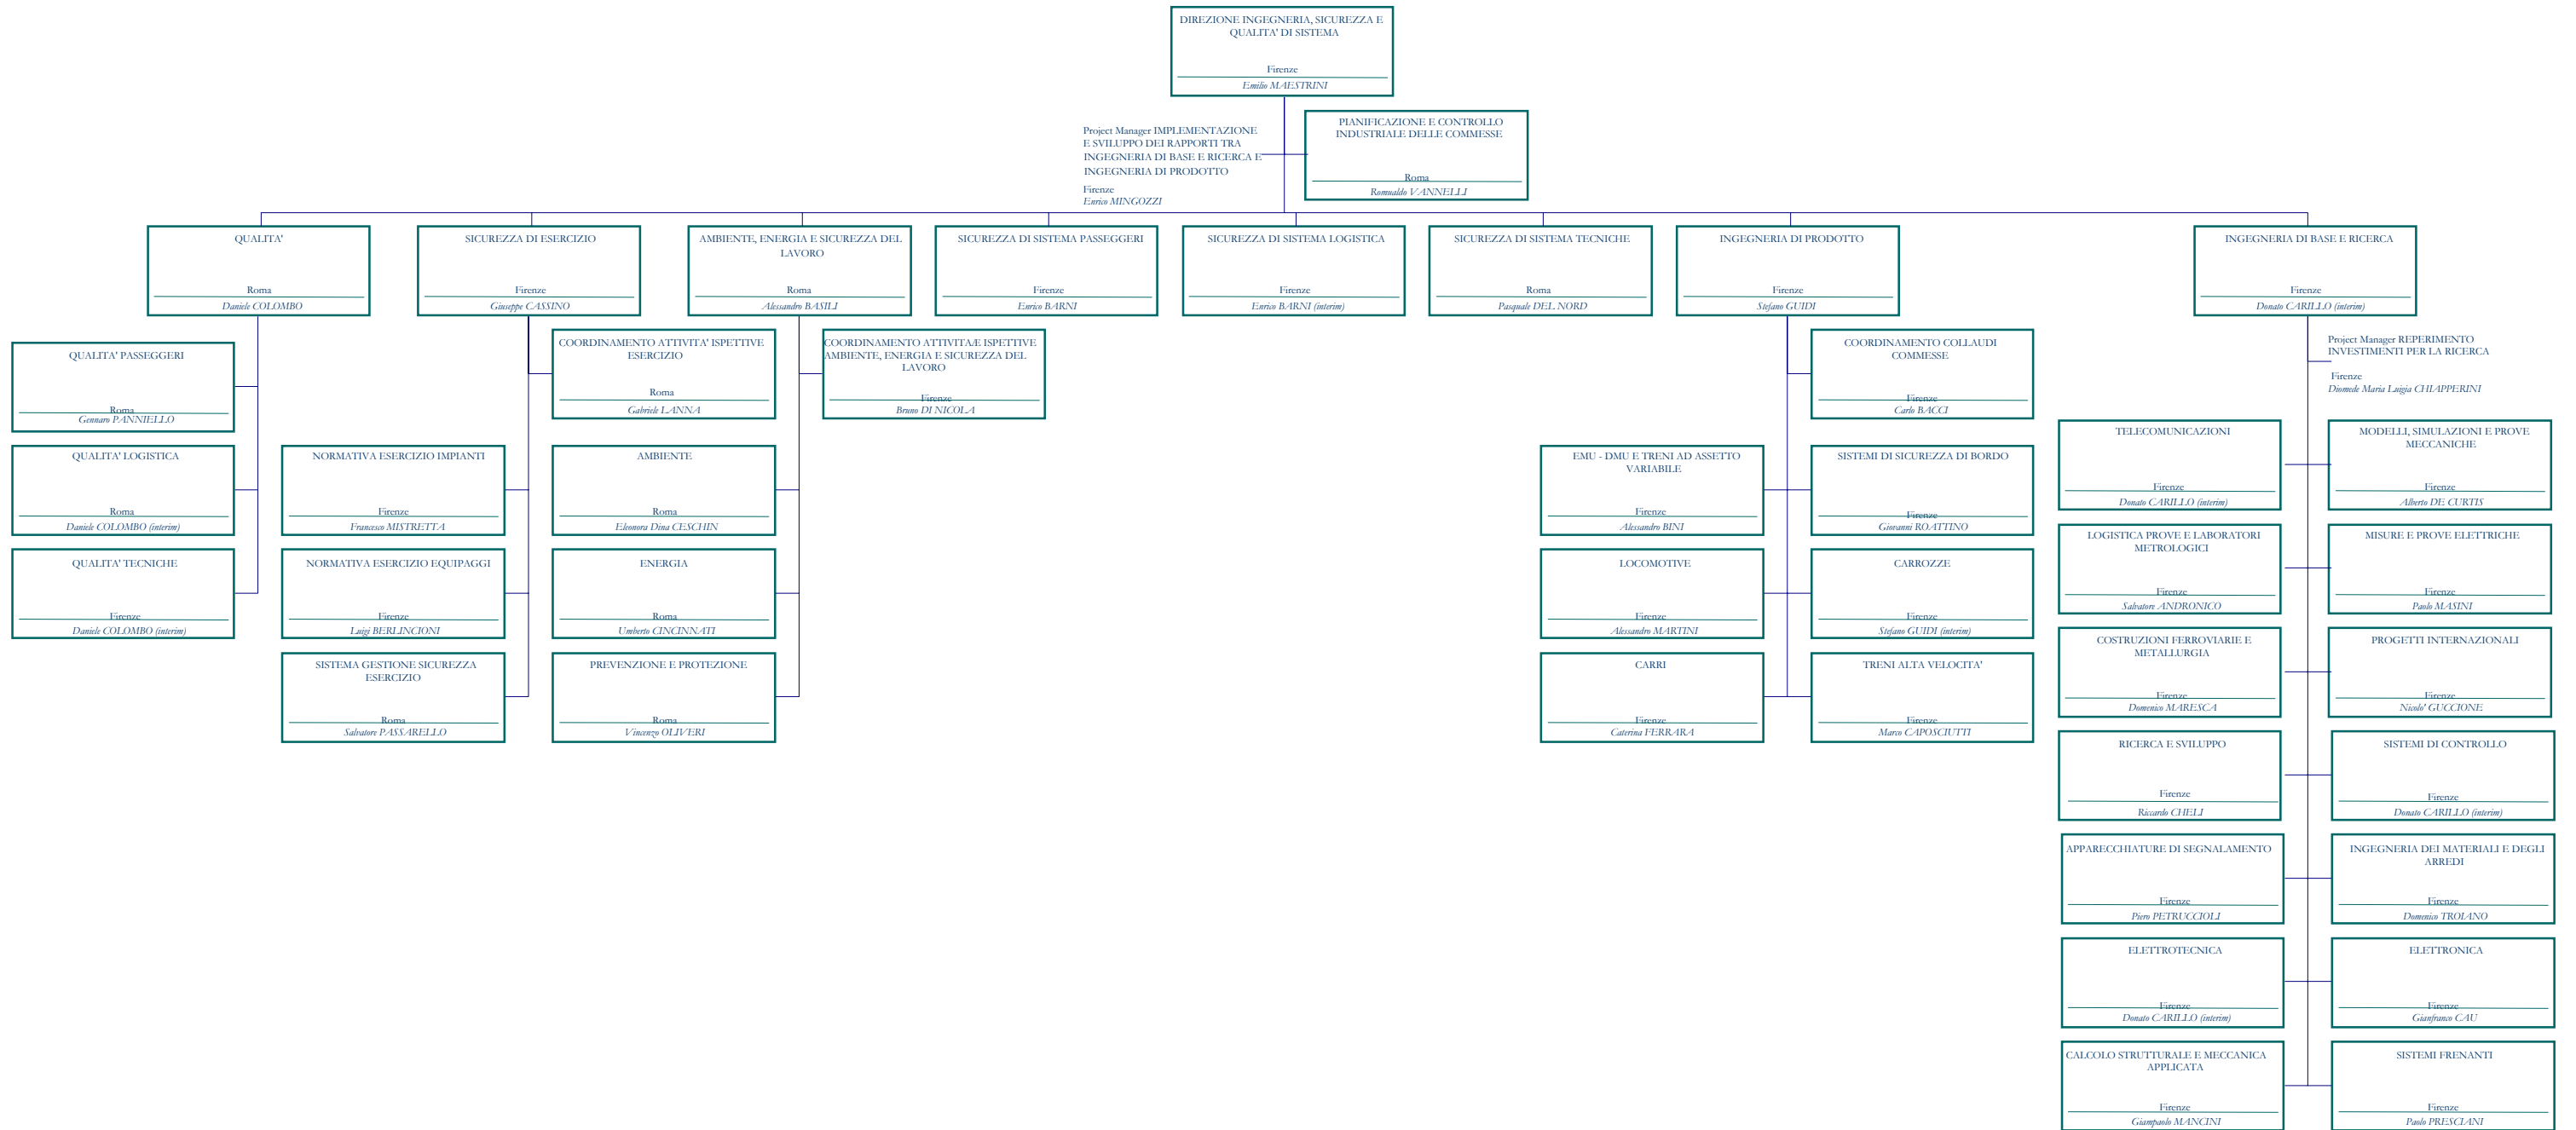 DIREZIONE INGEGNERIA, SICUREZZA E
QUALITA' DI SISTEMA
Firenze
Emilio MAESTRINI
Project Manager IMPLEMENTAZIONE
E SVILUPPO DEI RAPPORTI TRA
INGEGNERIA DI BASE E RICERCA E
INGEGNERIA DI PRODOTTO
Firenze
Enrico MINGOZZI
PIANIFICAZIONE E CONTROLLO
INDUSTRIALE DELLE COMMESSE
Roma
Romualdo VANNELLI
QUALITA'
Roma
Daniele COLOMBO
SICUREZZA DI ESERCIZIO
Firenze
Giuseppe CASSINO
AMBIENTE, ENERGIA E SICUREZZA DEL
LAVORO
Roma
Alessandro BASILI
SICUREZZA DI SISTEMA PASSEGGERI
Firenze
Enrico BARNI
SICUREZZA DI SISTEMA LOGISTICA
Firenze
Enrico BARNI (interim)
SICUREZZA DI SISTEMA TECNICHE
Roma
Pasquale DEL NORD
INGEGNERIA DI PRODOTTO
Firenze
Stefano GUIDI
INGEGNERIA DI BASE E RICERCA
Firenze
Donato CARILLO (interim)
QUALITA' PASSEGGERI
Roma
Gennaro PANNIELLO
QUALITA' LOGISTICA
Roma
Daniele COLOMBO (interim)
QUALITA' TECNICHE
Firenze
Daniele COLOMBO (interim)
COORDINAMENTO ATTIVITA' ISPETTIVE
ESERCIZIO
Roma
Gabriele LANNA
NORMATIVA ESERCIZIO IMPIANTI
Firenze
Francesco MISTRETTA
NORMATIVA ESERCIZIO EQUIPAGGI
Firenze
Luigi BERLINCIONI
SISTEMA GESTIONE SICUREZZA
ESERCIZIO
Roma
Salvatore PASSARELLO
COORDINAMENTO ATTIVITAÆ ISPETTIVE
AMBIENTE, ENERGIA E SICUREZZA DEL
LAVORO
Firenze
Bruno DI NICOLA
AMBIENTE
Roma
Eleonora Dina CESCHIN
ENERGIA
Roma
Umberto CINCINNATI
PREVENZIONE E PROTEZIONE
Roma
Vincenzo OLIVERI
COORDINAMENTO COLLAUDI
COMMESSE
Firenze
Carlo BACCI
EMU - DMU E TRENI AD ASSETTO
VARIABILE
Firenze
Alessandro BINI
SISTEMI DI SICUREZZA DI BORDO
Firenze
Giovanni ROATTINO
LOCOMOTIVE
Firenze
Alessandro MARTINI
CARROZZE
Firenze
Stefano GUIDI (interim)
CARRI
Firenze
Caterina FERRARA
TRENI ALTA VELOCITA'
Firenze
Marco CAPOSCIUTTI
Project Manager REPERIMENTO
INVESTIMENTI PER LA RICERCA
Firenze
Diomede Maria Luigia CHIAPPERINI
TELECOMUNICAZIONI
Firenze
Donato CARILLO (interim)
MODELLI, SIMULAZIONI E PROVE
MECCANICHE
Firenze
Alberto DE CURTIS
LOGISTICA PROVE E LABORATORI
METROLOGICI
Firenze
Salvatore ANDRONICO
MISURE E PROVE ELETTRICHE
Firenze
Paolo MASINI
COSTRUZIONI FERROVIARIE E
METALLURGIA
Firenze
Domenico MARESCA
PROGETTI INTERNAZIONALI
Firenze
Nicolo' GUCCIONE
RICERCA E SVILUPPO
Firenze
Riccardo CHELI
SISTEMI DI CONTROLLO
Firenze
Donato CARILLO (interim)
APPARECCHIATURE DI SEGNALAMENTO
Firenze
Piero PETRUCCIOLI
INGEGNERIA DEI MATERIALI E DEGLI
ARREDI
Firenze
Domenico TROIANO
ELETTROTECNICA
Firenze
Donato CARILLO (interim)
ELETTRONICA
Firenze
Gianfranco CAU
CALCOLO STRUTTURALE E MECCANICA
APPLICATA
Firenze
Giampaolo MANCINI
SISTEMI FRENANTI
Firenze
Paolo PRESCIANI